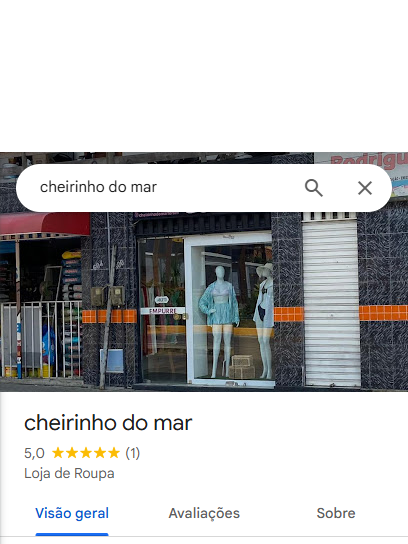 Rodrigu
cheirinho do mar
EMPURRE
cheirinho do mar
5,0 ★★★★★ (1)
Loja de Roupa
Visão geral
Avaliações
Sobre